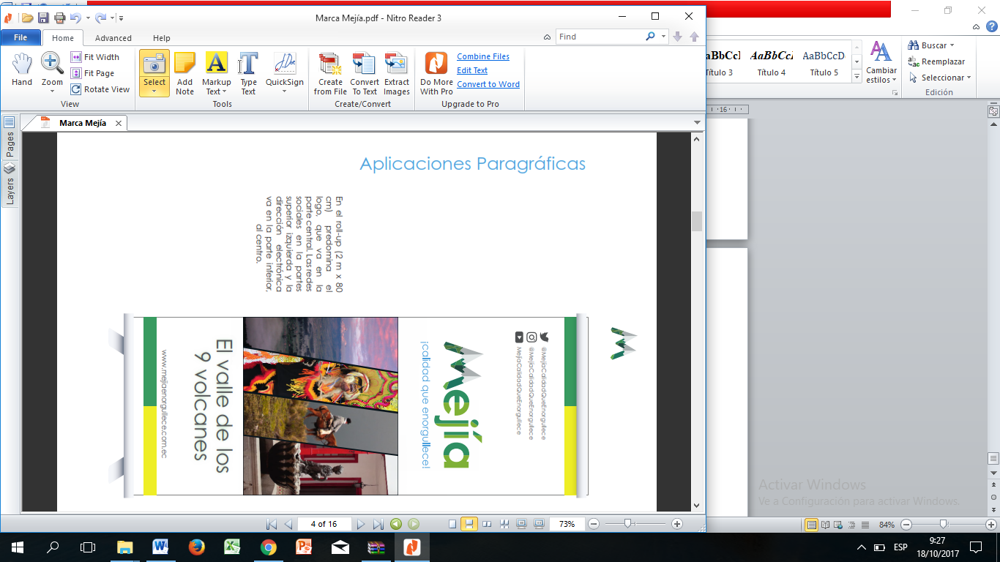 Marca Mejía.pdf - Nitro Reader 3
File
Home
Advanced
Help
Find
Hand
Zoom
Fit Width
Fit Page
Rotate View
View
Select
Add Note
Markup Text
Type Text
QuickSign
Tools
Create from File
Convert To Text
Extract Images
Create/Convert
Do More With Pro
Combine Files
Edit Text
Convert to Word
Upgrade to Pro
aBbCcI
AaBbCcI
AaBbCcD
Título 3
Título 4
Título 5
Cambiar estilos
Buscar
Reemplazar
Seleccionar
Edición
16
Marca Mejía
Pages
Layers
Aplicaciones Paragráficas
En el roll-up (2 m x 80
cm) predomina el
logo, que va en la
parte central. Las redes
sociales en la partes
superior izquierda y la
dirección electrónica
va en la parte inferior,
al centro.
@MejiaCalidadQueEnorgullece
@MejiaCalidadQueEnorgullece
MejiaCalidadQueEnorgullece
Mejía
¡calidad que enorgullece!
El valle de los
9 volcanes
www.mejiaenorgullece.com.ec
Activar Windows
Ve a Configuración para activar Windows.
4 of 16
73%
84%
ESP
9:27
18/10/2017